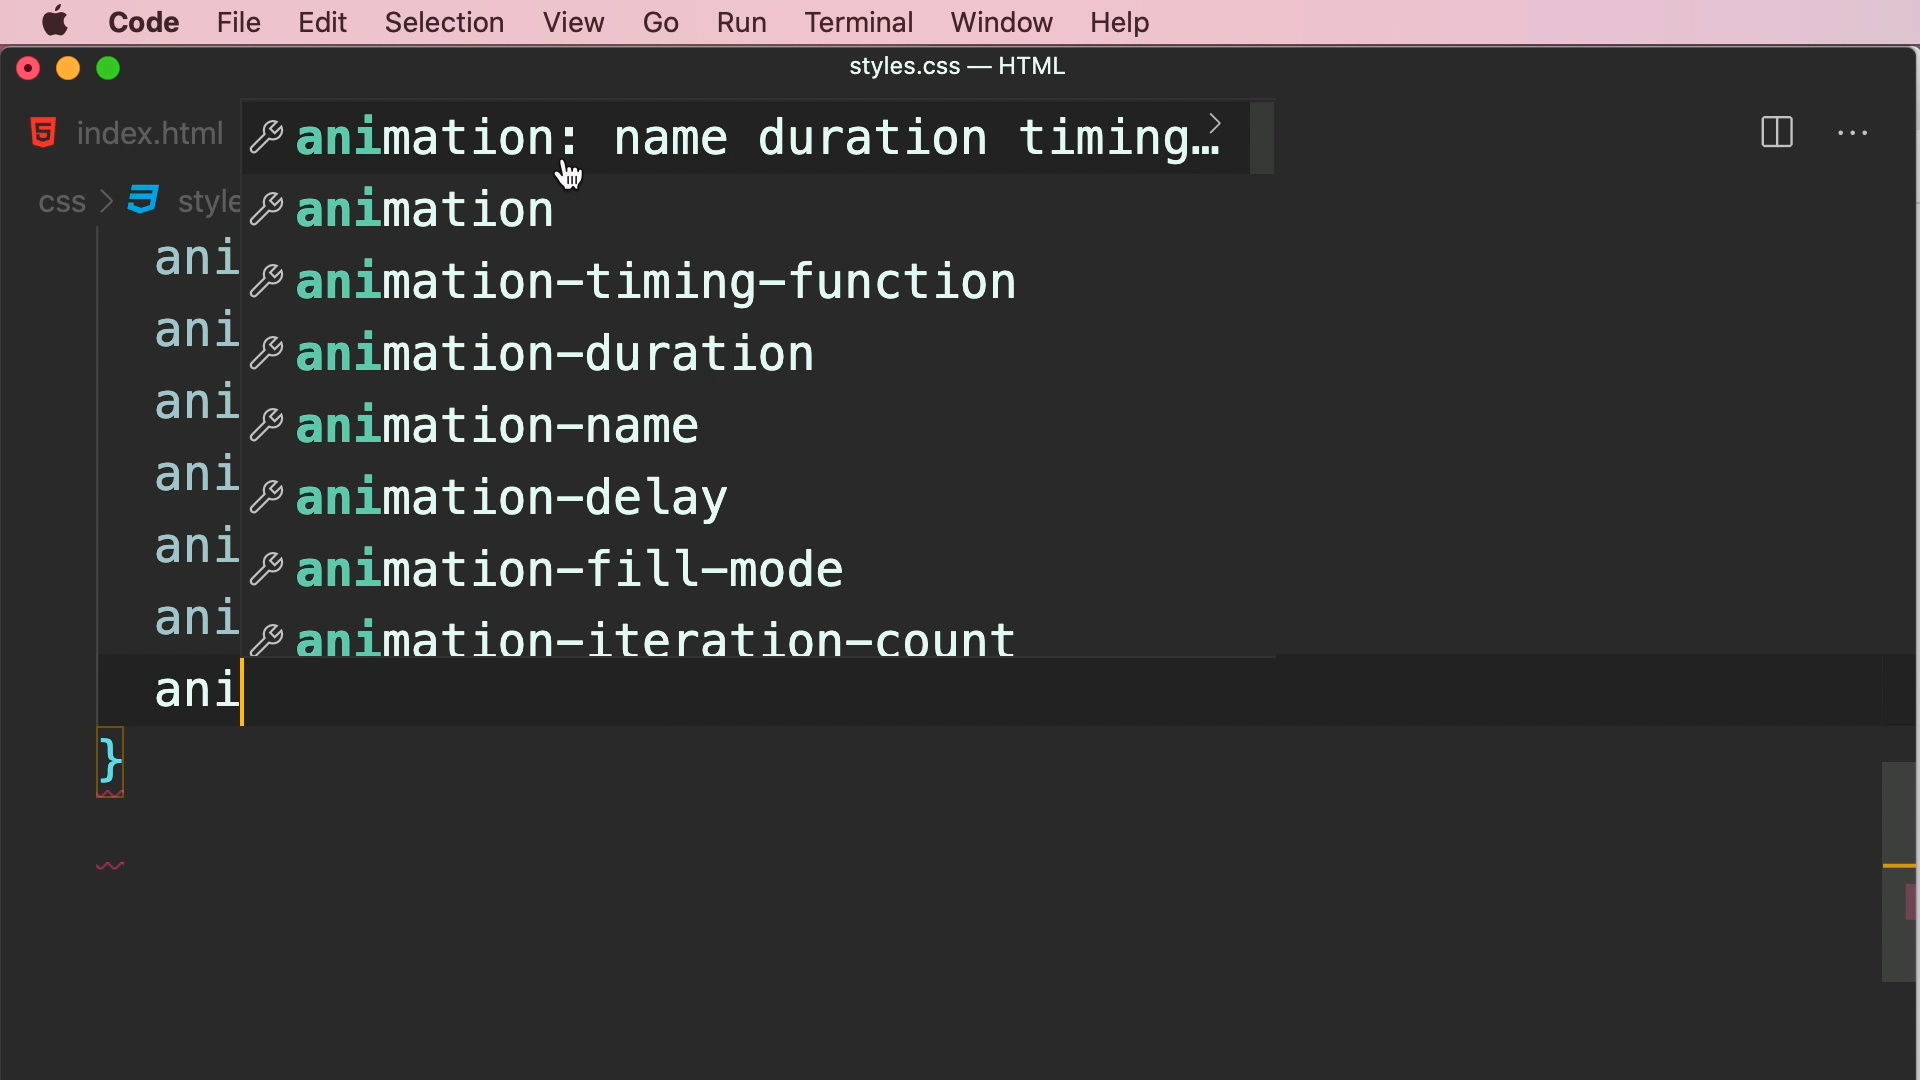 Code File Edit Selection View Go Run Terminal Window Help
styles.css — HTML
index.html
animation: name duration timing…
css > style
animation
ani
animation-timing-function
ani
animation-duration
ani
animation-name
ani
animation-delay
ani
animation-fill-mode
ani
animation-iteration-count
ani
}